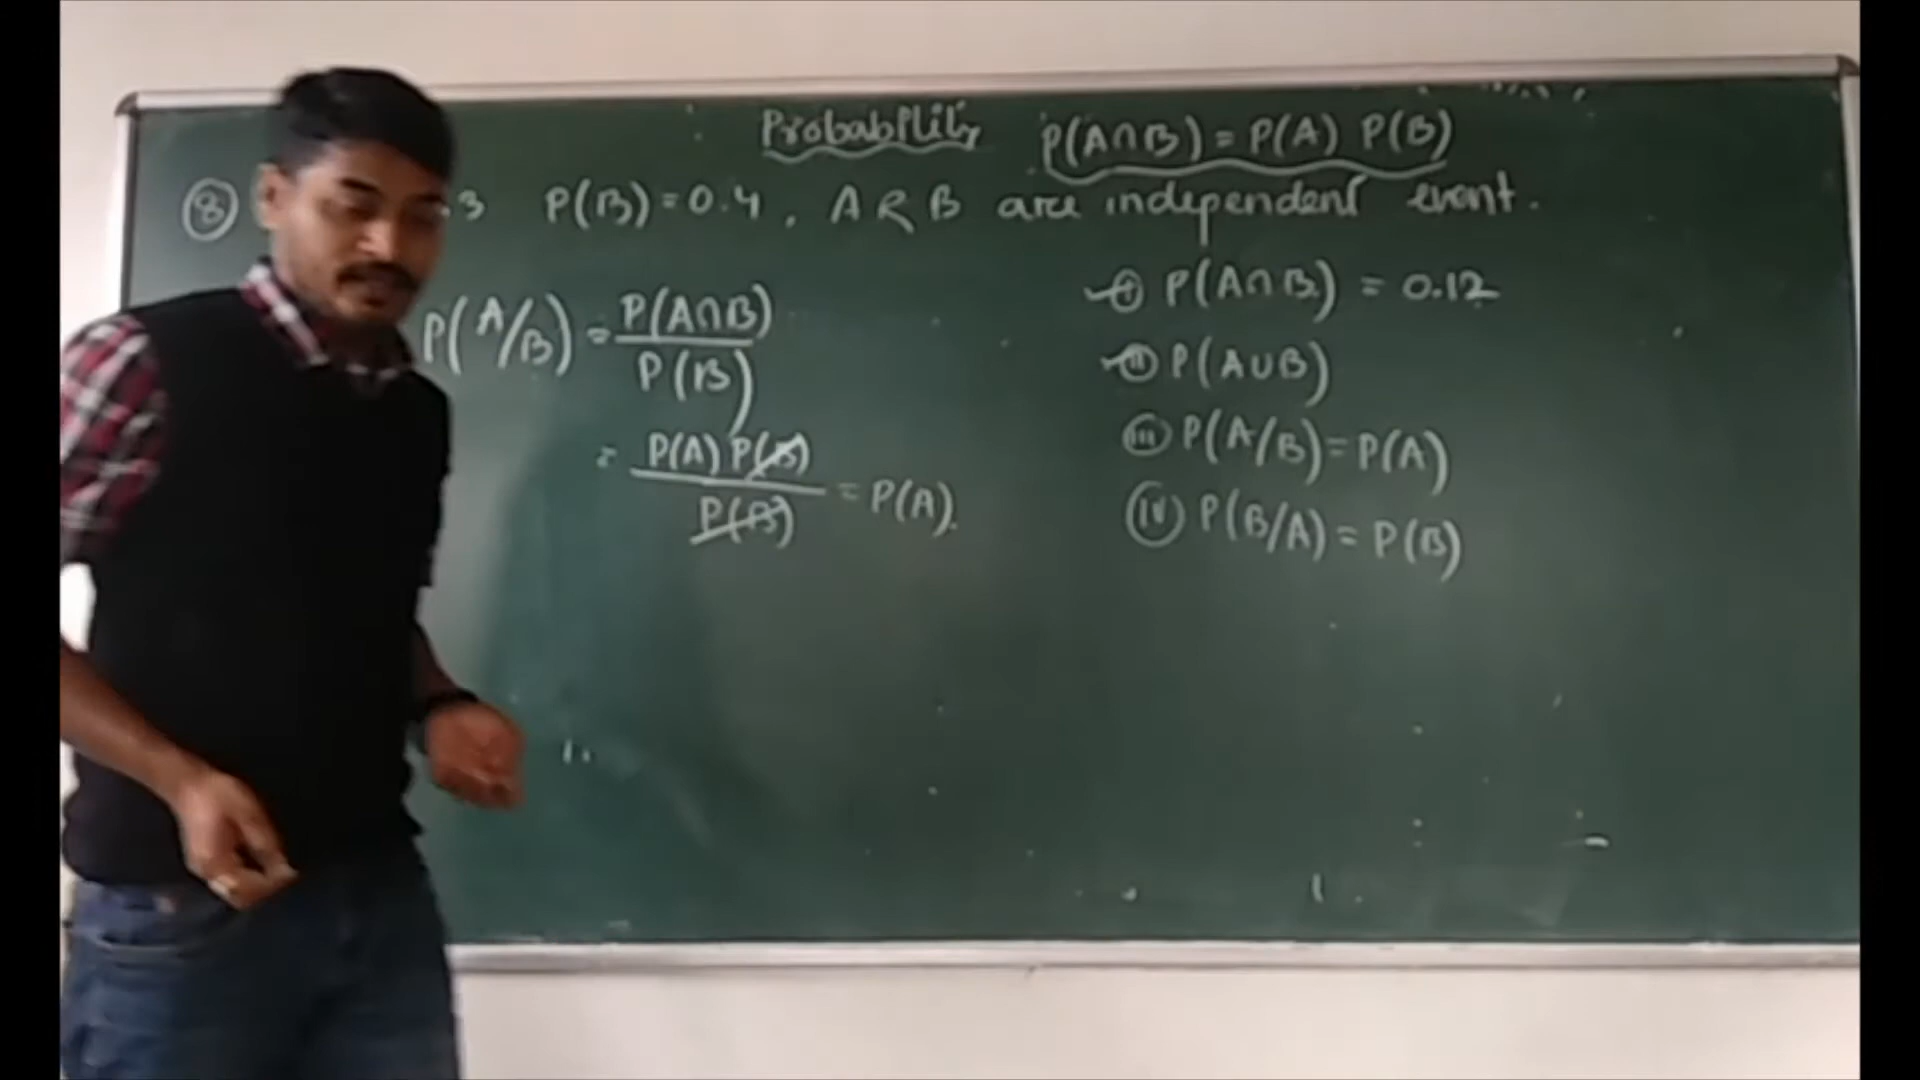 Probability P(A∩B) = P(A) P(B)
⑧ .3 P(B) = 0.4, A & B are independent event.
P(A/B) = P(A∩B) / P(B)
= P(A) P(B) / P(B) = P(A).
(i) P(A∩B) = 0.12
(ii) P(A∪B)
(iii) P(A/B) = P(A)
(iv) P(B/A) = P(B)